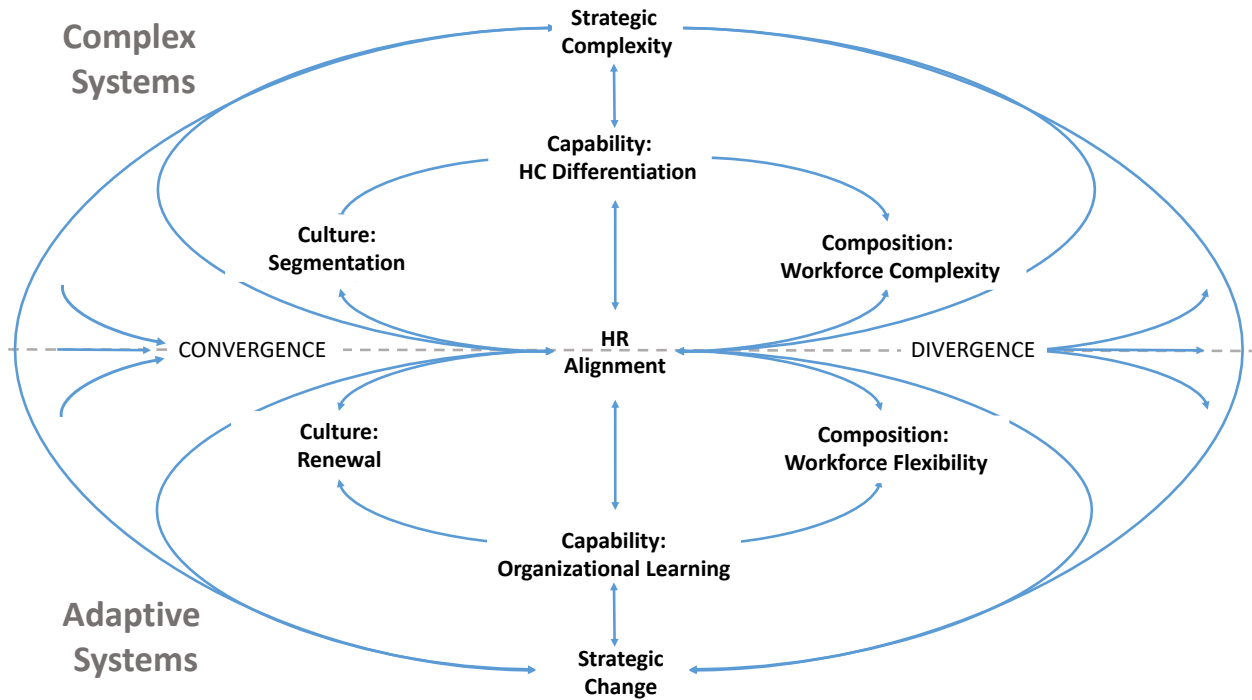 Complex
Systems
Strategic
Complexity
Capability:
HC Differentiation
Culture:
Segmentation
Composition:
Workforce Complexity
CONVERGENCE
HR
Alignment
DIVERGENCE
Culture:
Renewal
Composition:
Workforce Flexibility
Capability:
Organizational Learning
Adaptive
Systems
Strategic
Change